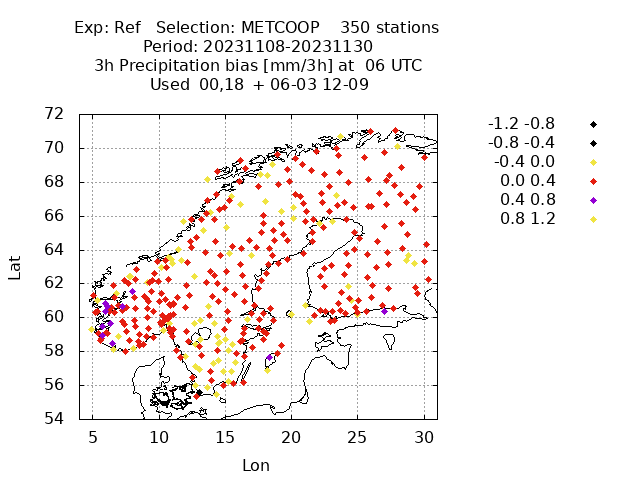 Exp: Ref   Selection: METCOOP    350 stations
Period: 20231108-20231130
3h Precipitation bias [mm/3h] at  06 UTC
Used 00,18  + 06-03 12-09
-1.2 -0.8
-0.8 -0.4
-0.4 0.0
0.0 0.4
0.4 0.8
0.8 1.2
72
70
68
66
64
62
60
58
56
54
Lat
5 10 15 20 25 30
Lon